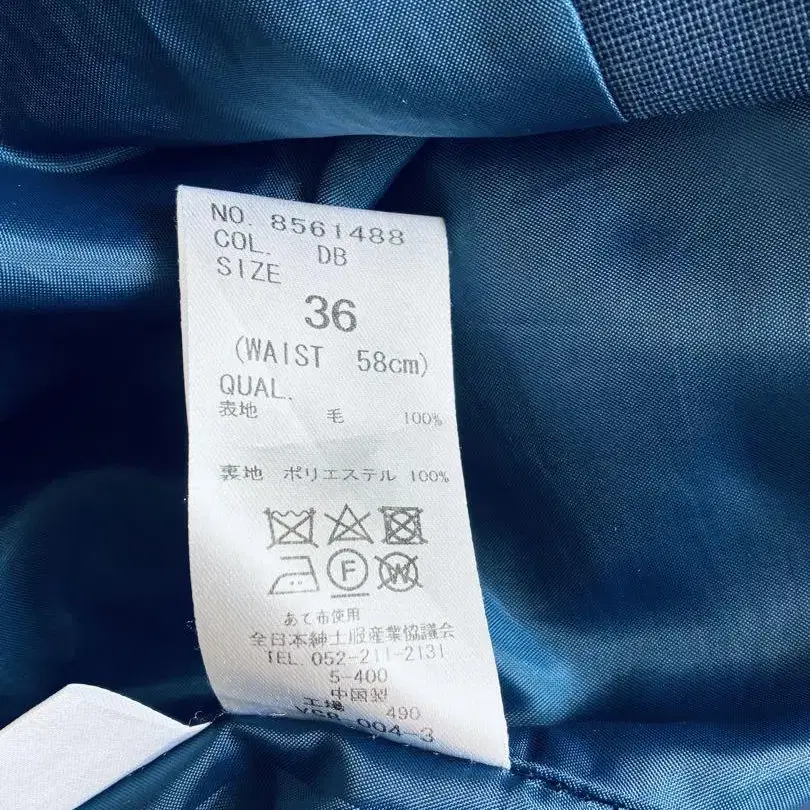 NO. 8561488
COL. DB
SIZE
36
(WAIST 58cm)
QUAL.
表地 毛 100%
裏地 ポリエステル 100%
F
W
あて布使用
全日本紳士服産業協議会
TEL. 052-211-2131
5-400
中国製
工場 490
004-3